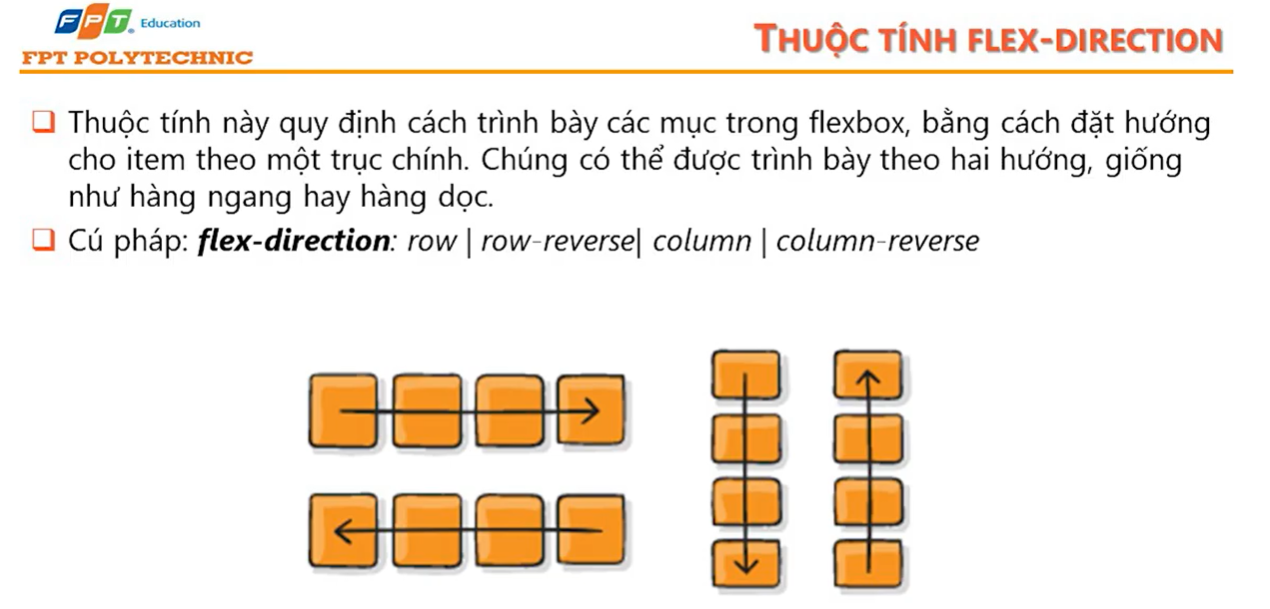 FPT. Education
FPT POLYTECHNIC
THUỘC TÍNH FLEX-DIRECTION
Thuộc tính này quy định cách trình bày các mục trong flexbox, bằng cách đặt hướng
cho item theo một trục chính. Chúng có thể được trình bày theo hai hướng, giống
như hàng ngang hay hàng dọc.
Cú pháp: flex-direction: row | row-reverse| column | column-reverse